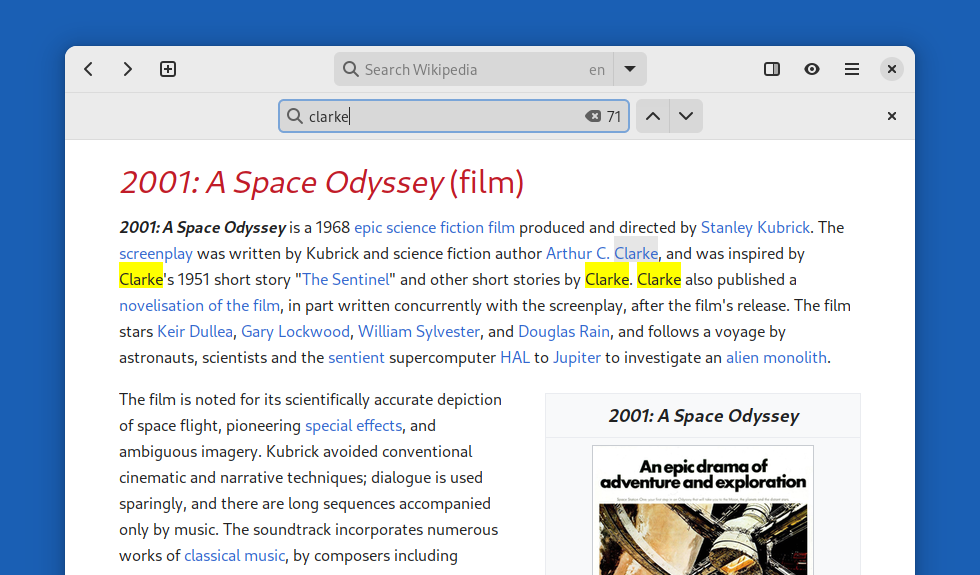 Search Wikipedia en
clarke 71
2001: A Space Odyssey (film)
2001: A Space Odyssey is a 1968 epic science fiction film produced and directed by Stanley Kubrick. The
screenplay was written by Kubrick and science fiction author Arthur C. Clarke, and was inspired by
Clarke's 1951 short story "The Sentinel" and other short stories by Clarke. Clarke also published a
novelisation of the film, in part written concurrently with the screenplay, after the film's release. The film
stars Keir Dullea, Gary Lockwood, William Sylvester, and Douglas Rain, and follows a voyage by
astronauts, scientists and the sentient supercomputer HAL to Jupiter to investigate an alien monolith.
The film is noted for its scientifically accurate depiction
of space flight, pioneering special effects, and
ambiguous imagery. Kubrick avoided conventional
cinematic and narrative techniques; dialogue is used
sparingly, and there are long sequences accompanied
only by music. The soundtrack incorporates numerous
works of classical music, by composers including
2001: A Space Odyssey
An epic drama of
adventure and exploration